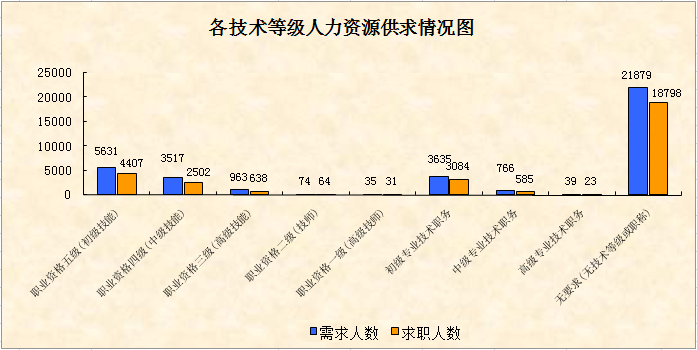 各技术等级人力资源供求情况图
25000
20000
15000
10000
5000
0
5631
4407
3517
2502
963
638
74
64
35
31
3635
3084
766
585
39
23
21879
18798
职业资格五级(初级技能)
职业资格四级(中级技能)
职业资格三级(高级技能)
职业资格二级(技师)
职业资格一级(高级技师)
初级专业技术职务
中级专业技术职务
高级专业技术职务
无要求(无技术等级或职称)
需求人数
求职人数